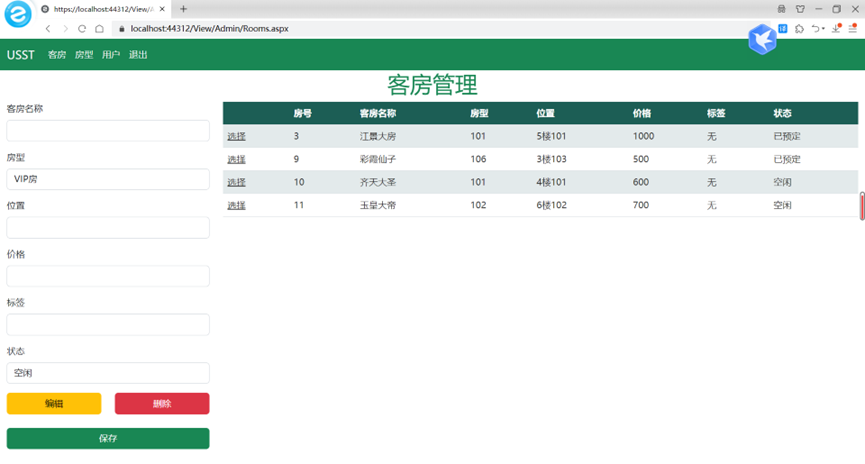 https://localhost:44312/View/A
localhost:44312/View/Admin/Rooms.aspx
USST 客房 房型 用户 退出
客房管理
客房名称
房型
VIP房
位置
价格
标签
状态
空闲
编辑 删除
保存
房号 客房名称 房型 位置 价格 标签 状态
选择 3 江景大房 101 5楼101 1000 无 已预定
选择 9 彩霞仙子 106 3楼103 500 无 已预定
选择 10 齐天大圣 101 4楼101 600 无 空闲
选择 11 玉皇大帝 102 6楼102 700 无 空闲